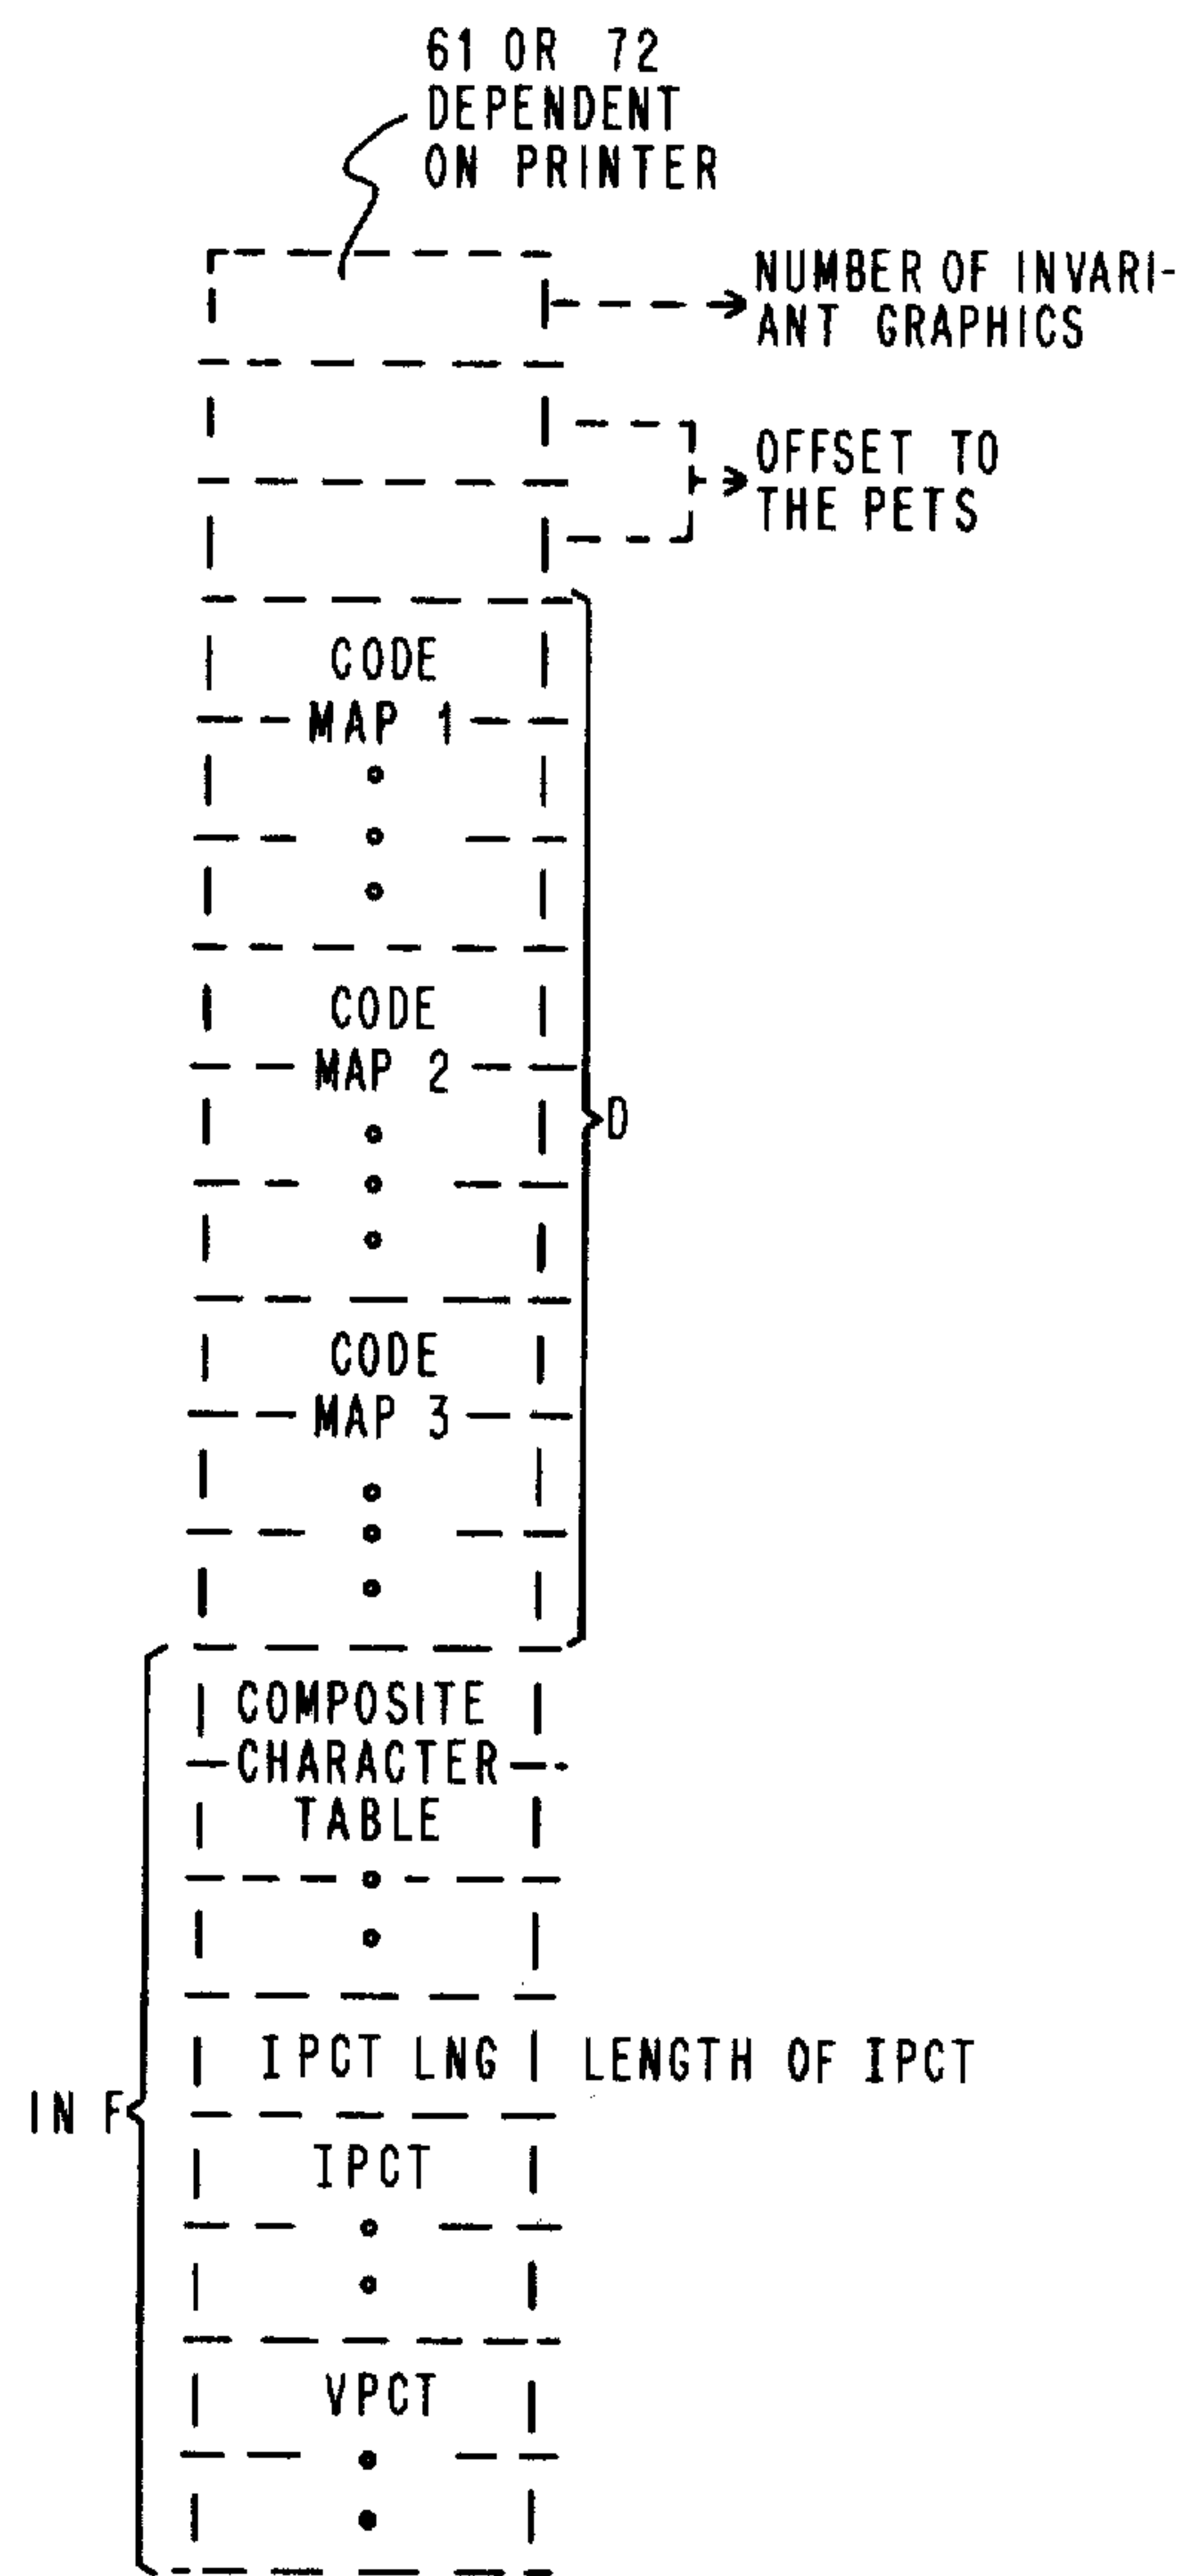 61 OR 72
DEPENDENT
ON PRINTER
NUMBER OF INVARI-
ANT GRAPHICS
OFFSET TO
THE PETS
CODE
MAP 1
CODE
MAP 2
D
CODE
MAP 3
COMPOSITE
CHARACTER
TABLE
IPCT LNG
LENGTH OF IPCT
IN F
IPCT
VPCT